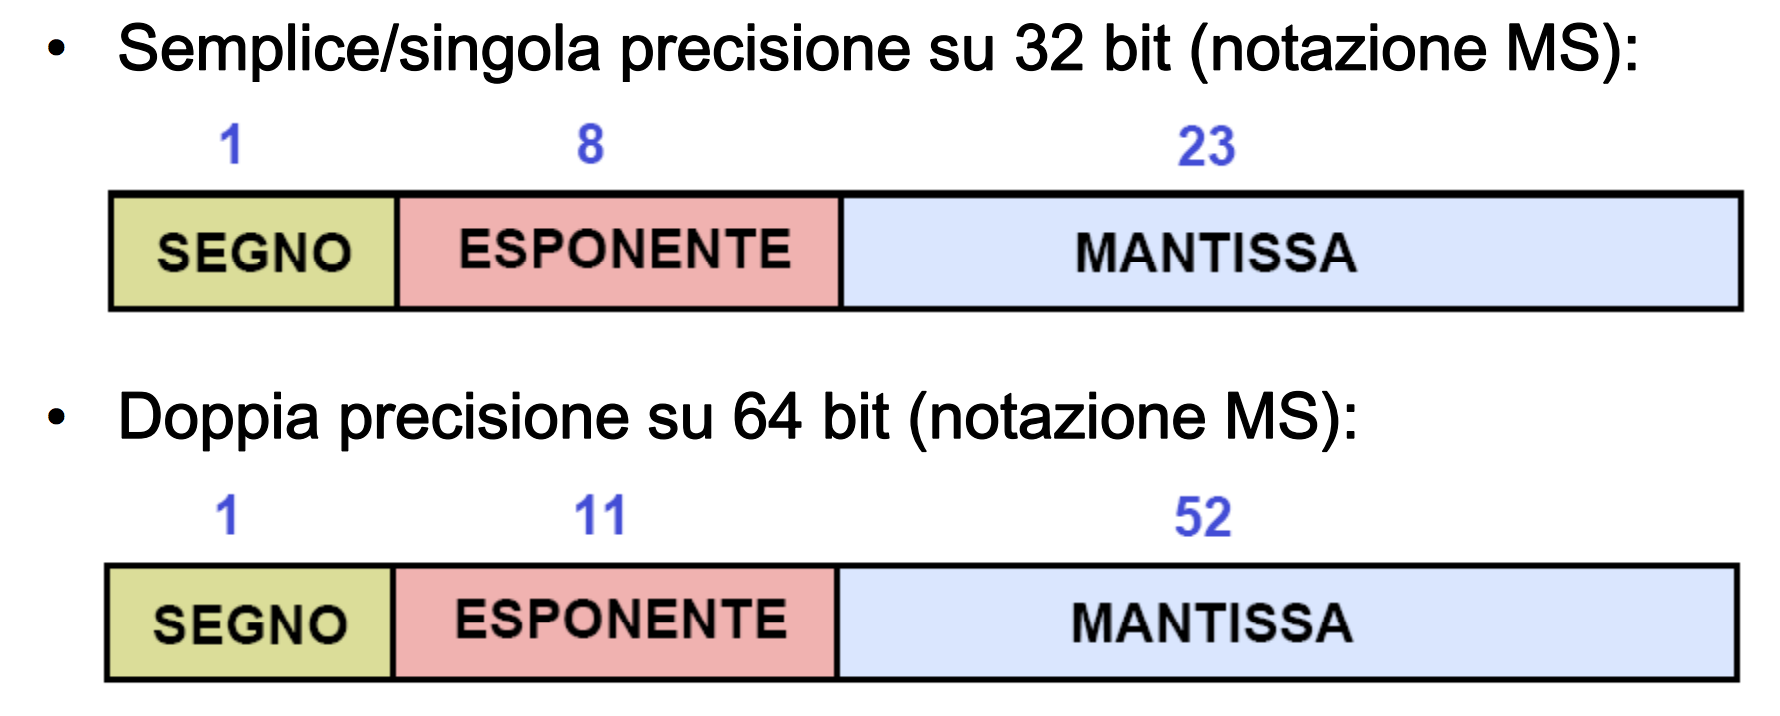 • Semplice/singola precisione su 32 bit (notazione MS):
1 8 23
SEGNO ESPONENTE MANTISSA
• Doppia precisione su 64 bit (notazione MS):
1 11 52
SEGNO ESPONENTE MANTISSA